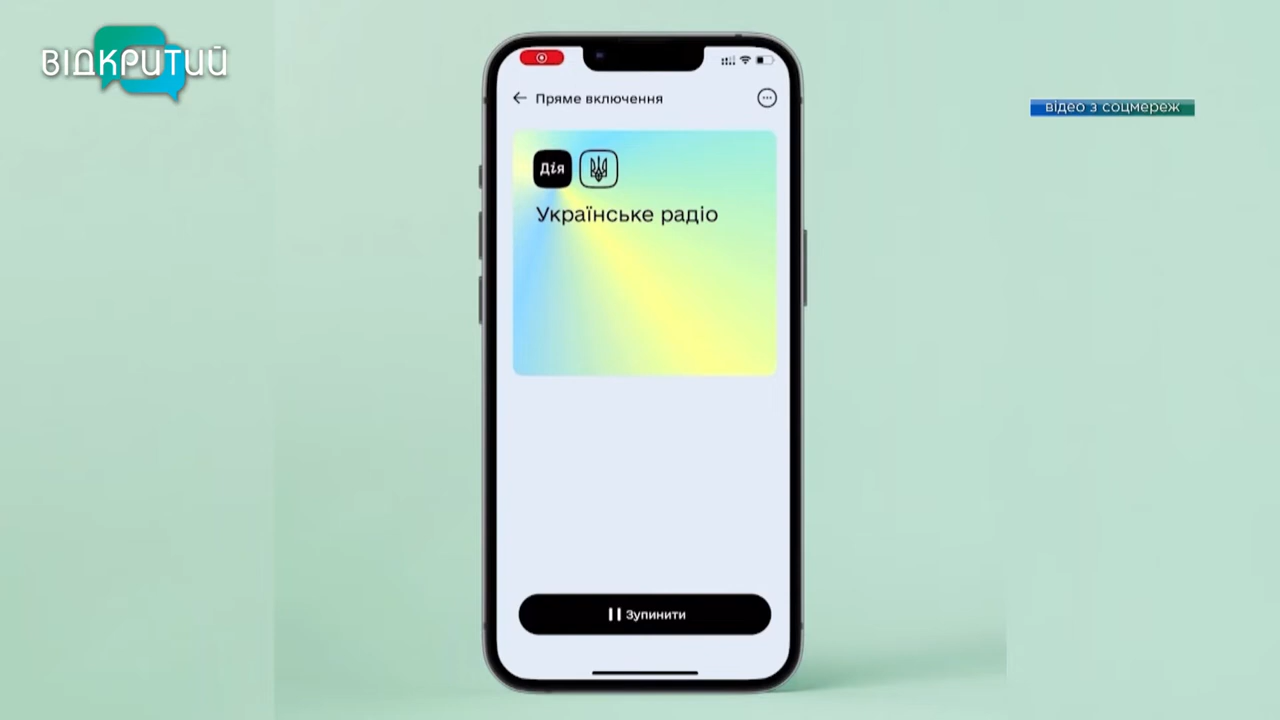 ВІДКРИТИЙ
відео з соцмереж
Пряме включення
Дія
Українське радіо
Зупинити